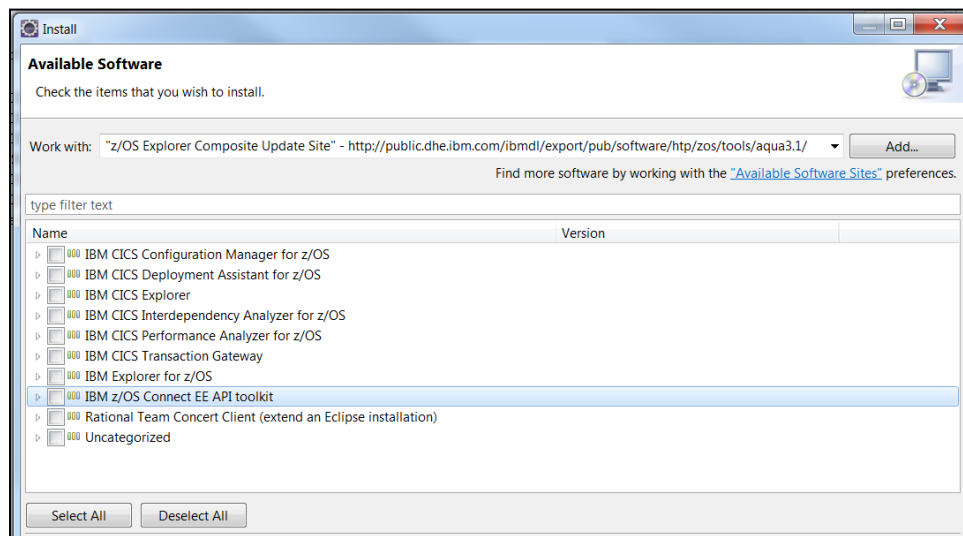 Install
Available Software
Check the items that you wish to install.
Work with: "z/OS Explorer Composite Update Site" - http://public.dhe.ibm.com/ibmdl/export/pub/software/htp/zos/tools/aqua3.1/ Add...
Find more software by working with the "Available Software Sites" preferences.
type filter text
Name Version
IBM CICS Configuration Manager for z/OS
IBM CICS Deployment Assistant for z/OS
IBM CICS Explorer
IBM CICS Interdependency Analyzer for z/OS
IBM CICS Performance Analyzer for z/OS
IBM CICS Transaction Gateway
IBM Explorer for z/OS
IBM z/OS Connect EE API toolkit
Rational Team Concert Client (extend an Eclipse installation)
Uncategorized
Select All Deselect All